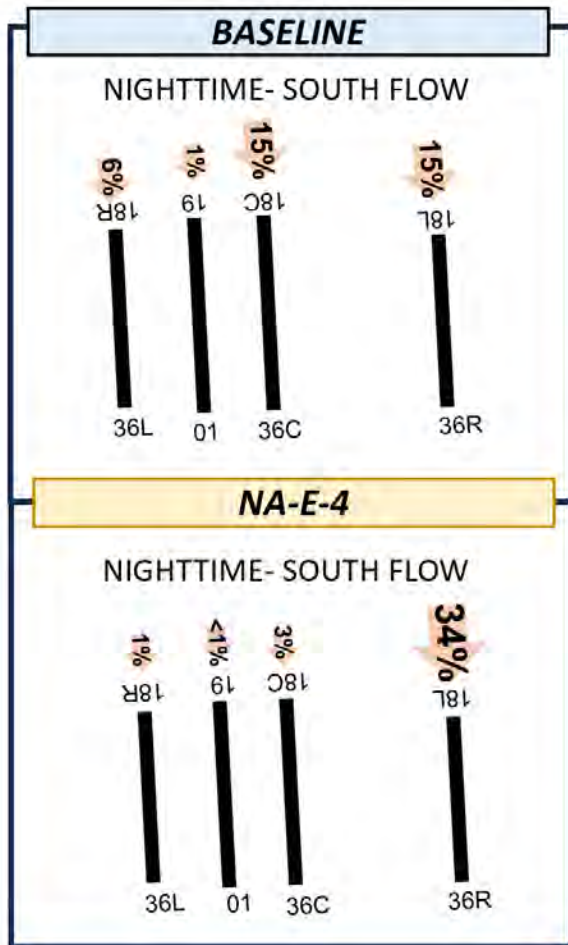 BASELINE
NIGHTTIME- SOUTH FLOW
6% 1% 15% 15%
18R 19 18C 18L
36L 01 36C 36R
NA-E-4
NIGHTTIME- SOUTH FLOW
1% <1% 3% 34%
18R 19 18C 18L
36L 01 36C 36R